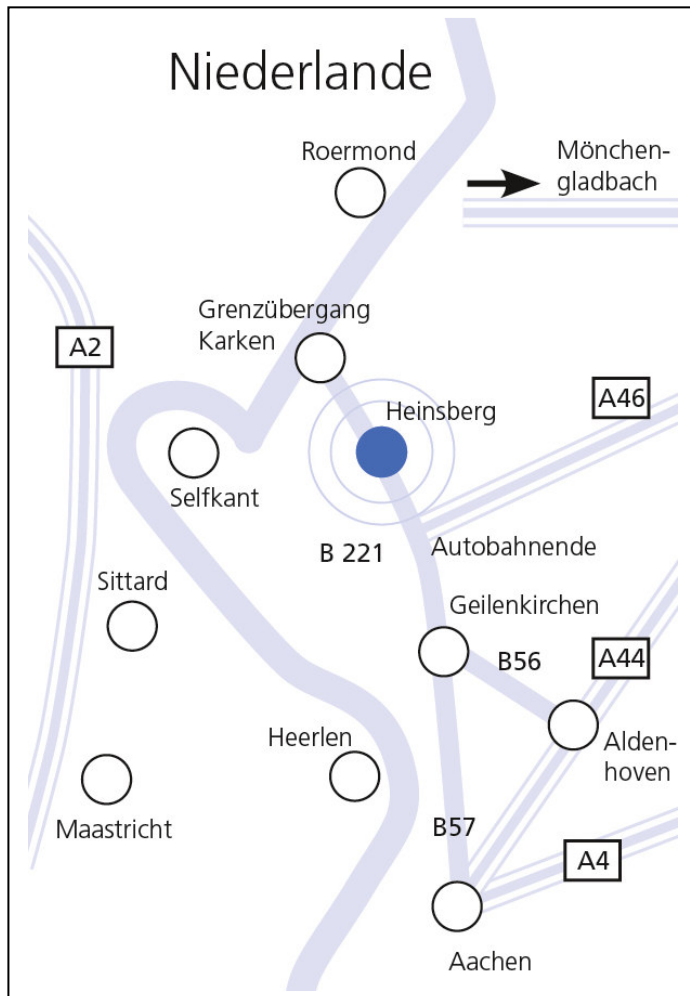 Niederlande
Roermond
Mönchen-
gladbach
Grenzübergang
Karken
A2
A46
Heinsberg
Selfkant
B 221
Autobahnende
Sittard
Geilenkirchen
B56
A44
Heerlen
Alden-
hoven
Maastricht
B57
A4
Aachen